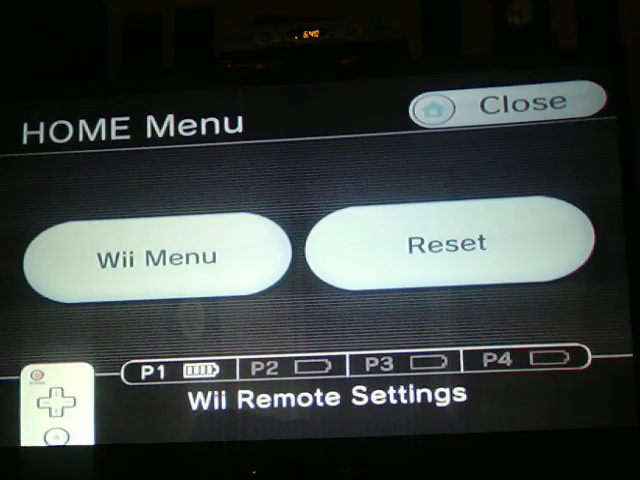 HOME Menu
Close
Wii Menu
Reset
P1
P2
P3
P4
Wii Remote Settings